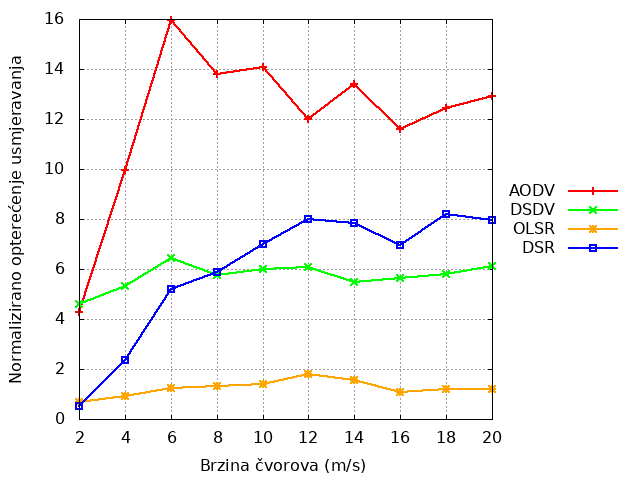 Normalizirano opterećenje usmjeravanja
16
14
12
10
8
6
4
2
0
2 4 6 8 10 12 14 16 18 20
Brzina čvorova (m/s)
AODV
DSDV
OLSR
DSR